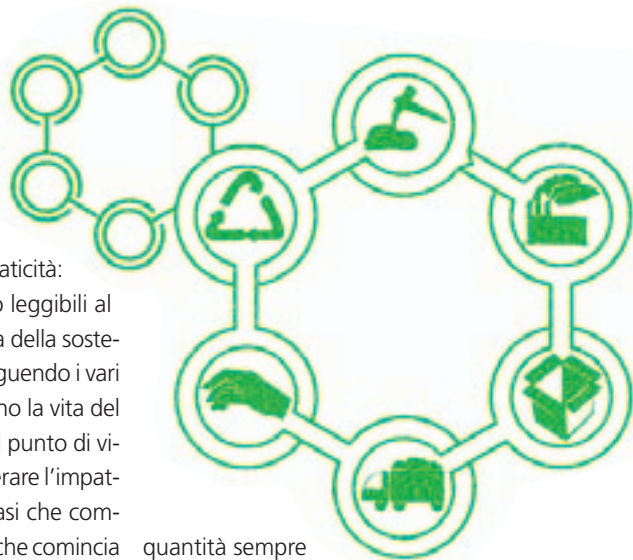 aticità:
leggibili al
a della soste-
guendo i vari
no la vita del
punto di vi-
rare l’impat-
asi che com-
che comincia
quantità sempre